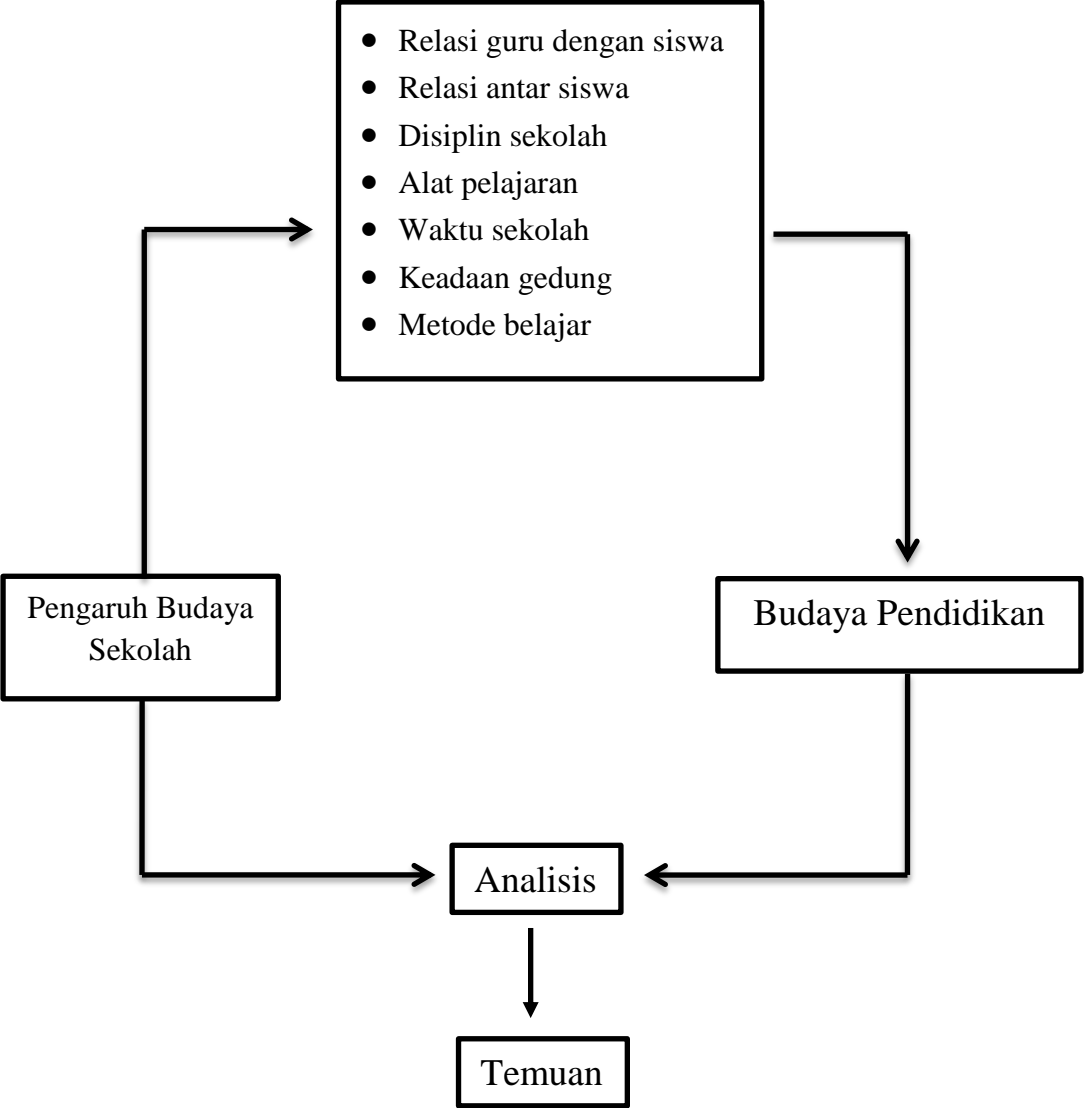 • Relasi guru dengan siswa
• Relasi antar siswa
• Disiplin sekolah
• Alat pelajaran
• Waktu sekolah
• Keadaan gedung
• Metode belajar
Pengaruh Budaya
Sekolah
Budaya Pendidikan
Analisis
Temuan